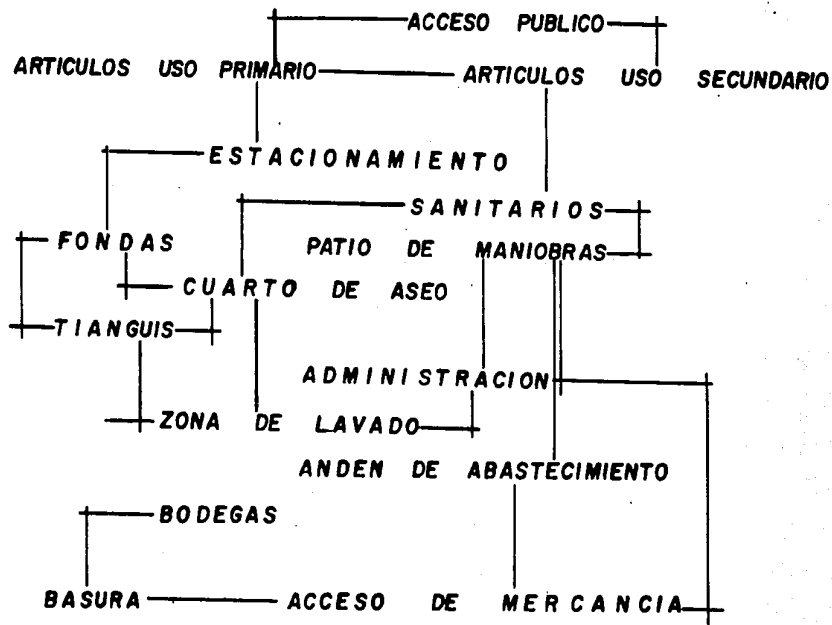 ACCESO PUBLICO
ARTICULOS USO PRIMARIO ARTICULOS USO SECUNDARIO
ESTACIONAMIENTO
SANITARIOS
FONDAS PATIO DE MANIOBRAS
CUARTO DE ASEO
TIANGUIS
ADMINISTRACION
ZONA DE LAVADO
ANDEN DE ABASTECIMIENTO
BODEGAS
BASURA ACCESO DE MERCANCIA